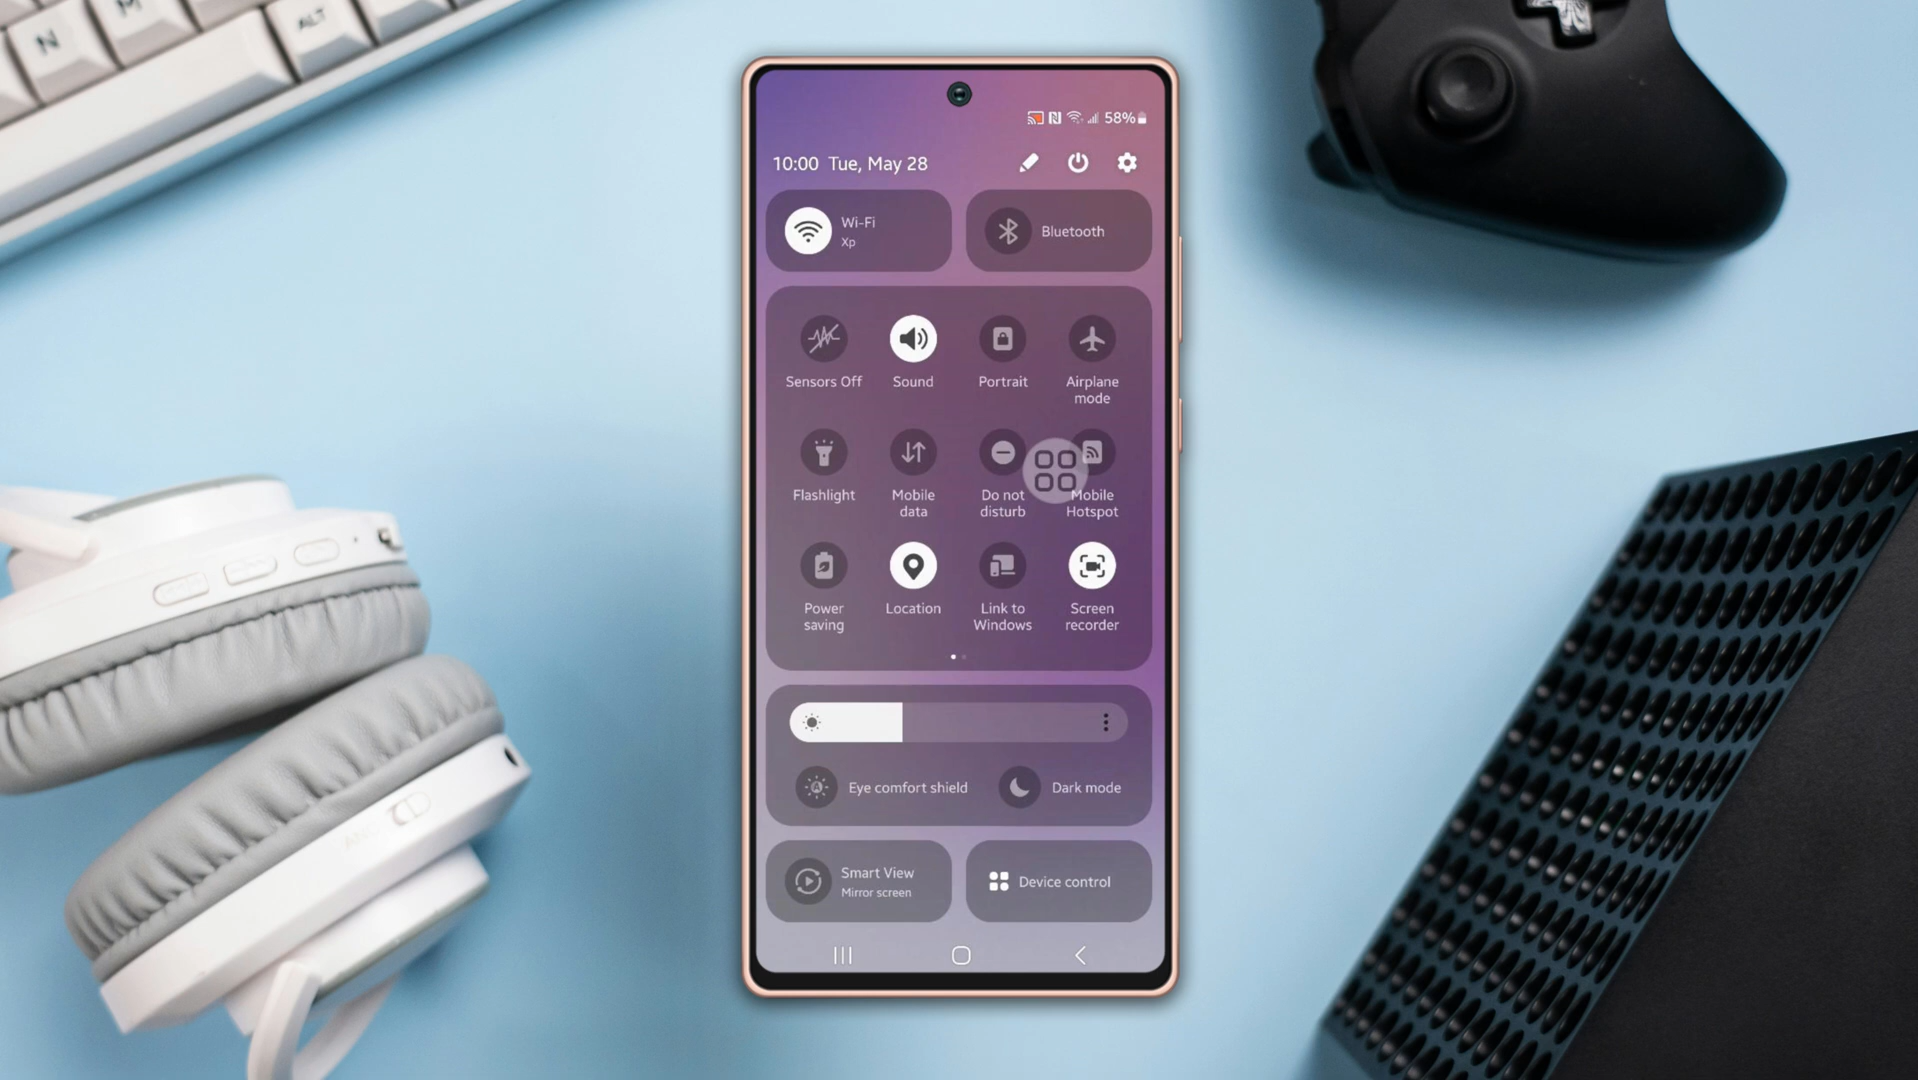 N
M
ALT
58%
10:00 Tue, May 28
Wi-Fi
Xp
Bluetooth
Sensors Off
Sound
Portrait
Airplane
mode
Flashlight
Mobile
data
Do not
disturb
Mobile
Hotspot
Power
saving
Location
Link to
Windows
Screen
recorder
Eye comfort shield
Dark mode
Smart View
Mirror screen
Device control